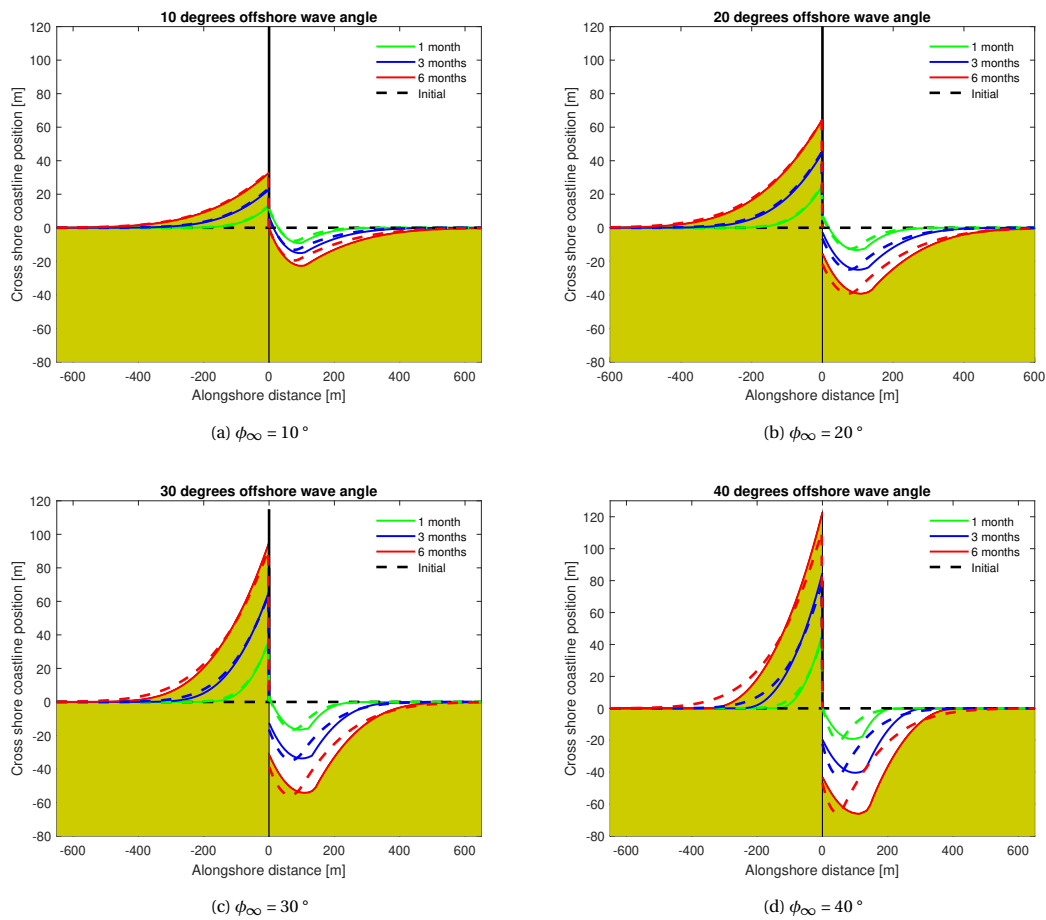 10 degrees offshore wave angle
120
100
80
60
40
20
0
-20
-40
-60
-80
Cross shore coastline position [m]
1 month
3 months
6 months
Initial
-600 -400 -200 0 200 400 600
Alongshore distance [m]
(a) ϕ∞ = 10 °
20 degrees offshore wave angle
120
100
80
60
40
20
0
-20
-40
-60
-80
Cross shore coastline position [m]
1 month
3 months
6 months
Initial
-600 -400 -200 0 200 400 600
Alongshore distance [m]
(b) ϕ∞ = 20 °
30 degrees offshore wave angle
120
100
80
60
40
20
0
-20
-40
-60
-80
Cross shore coastline position [m]
1 month
3 months
6 months
Initial
-600 -400 -200 0 200 400 600
Alongshore distance [m]
(c) ϕ∞ = 30 °
40 degrees offshore wave angle
120
100
80
60
40
20
0
-20
-40
-60
-80
Cross shore coastline position [m]
1 month
3 months
6 months
Initial
-600 -400 -200 0 200 400 600
Alongshore distance [m]
(d) ϕ∞ = 40 °